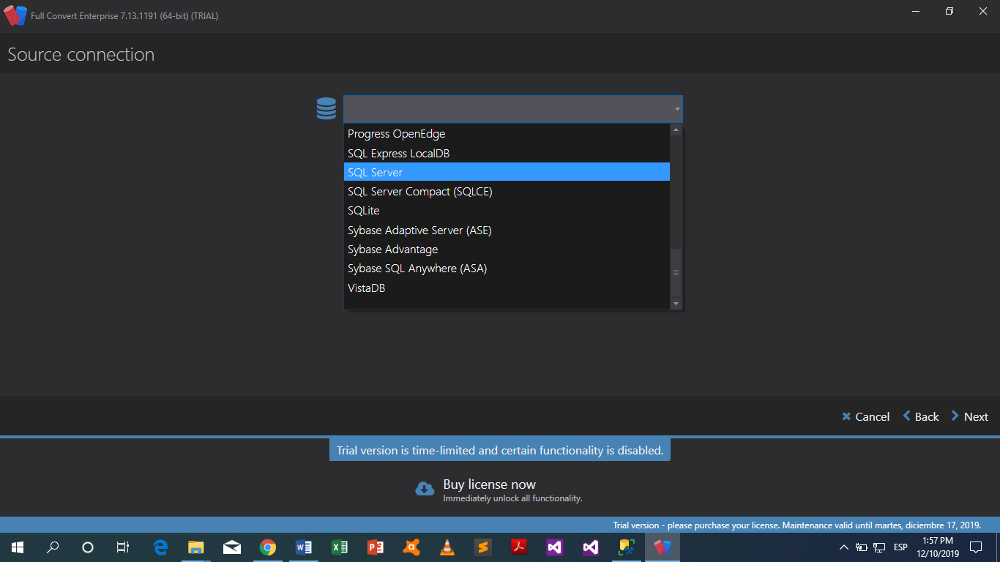 Full Convert Enterprise 7.13.1191 (64-bit) (TRIAL)
Source connection
Progress OpenEdge
SQL Express LocalDB
SQL Server
SQL Server Compact (SQLCE)
SQLite
Sybase Adaptive Server (ASE)
Sybase Advantage
Sybase SQL Anywhere (ASA)
VistaDB
Cancel Back Next
Trial version is time-limited and certain functionality is disabled.
Buy license now
Immediately unlock all functionality.
Trial version - please purchase your license. Maintenance valid until martes, diciembre 17, 2019.
ESP
1:57 PM
12/10/2019